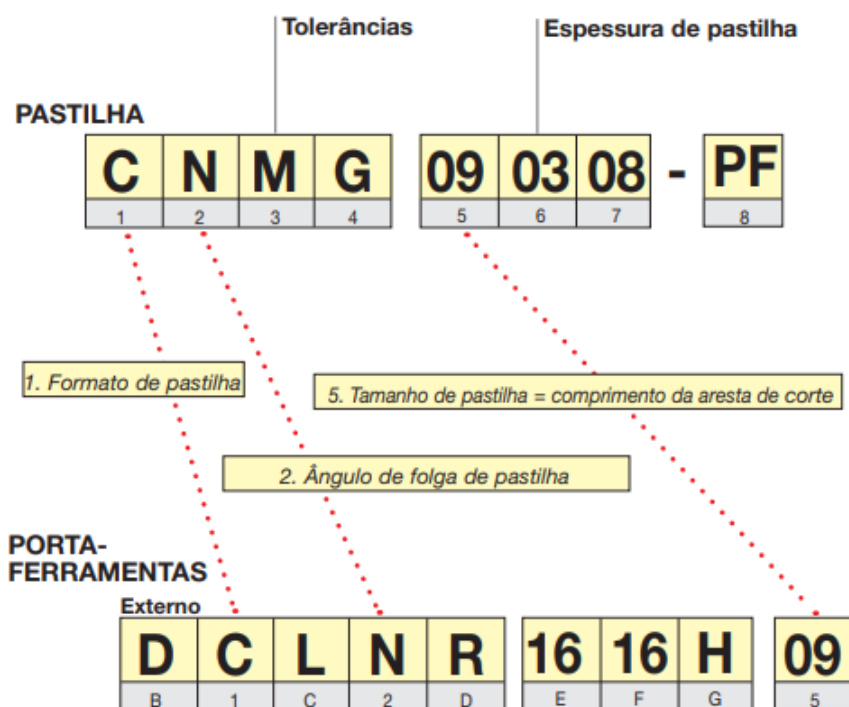 Tolerâncias Espessura de pastilha
PASTILHA
C N M G 09 03 08 - PF
1 2 3 4 5 6 7 8
1. Formato de pastilha
5. Tamanho de pastilha = comprimento da aresta de corte
2. Ângulo de folga de pastilha
PORTA-
FERRAMENTAS
Externo
D C L N R 16 16 H 09
B 1 C 2 D E F G 5